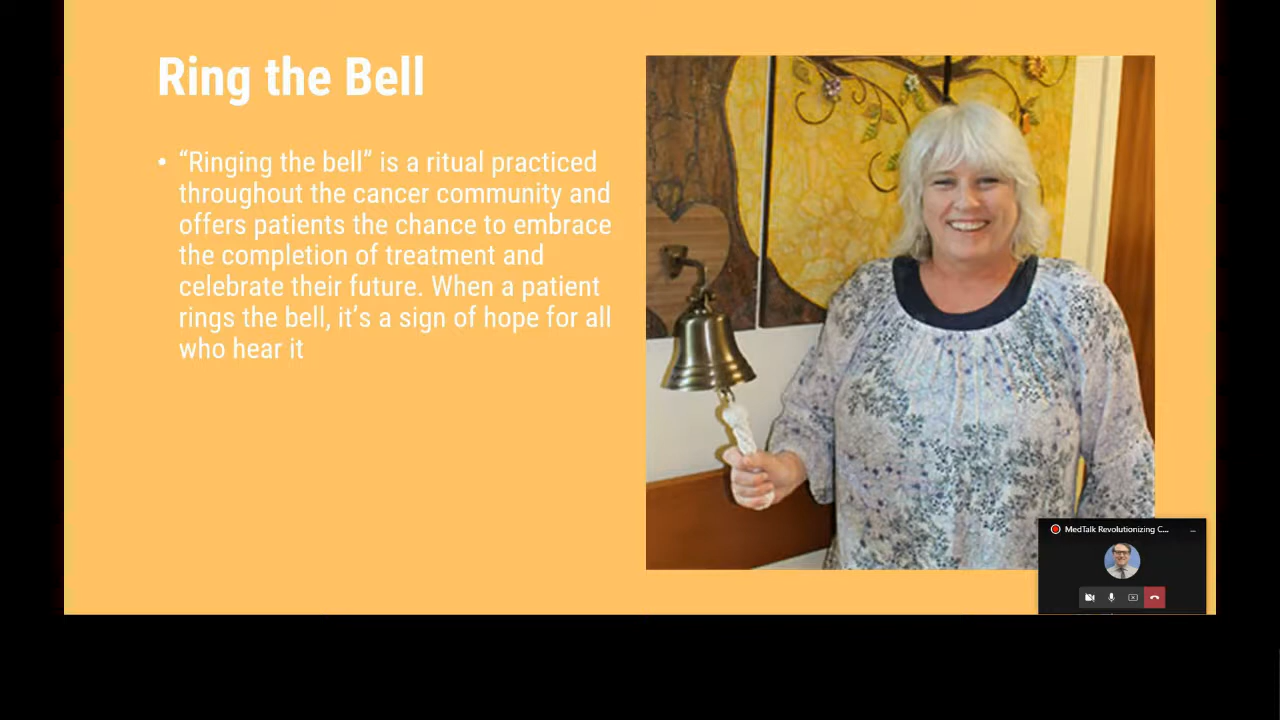 Ring the Bell
• “Ringing the bell” is a ritual practiced
throughout the cancer community and
offers patients the chance to embrace
the completion of treatment and
celebrate their future. When a patient
rings the bell, it’s a sign of hope for all
who hear it
MedTalk Revolutionizing C...